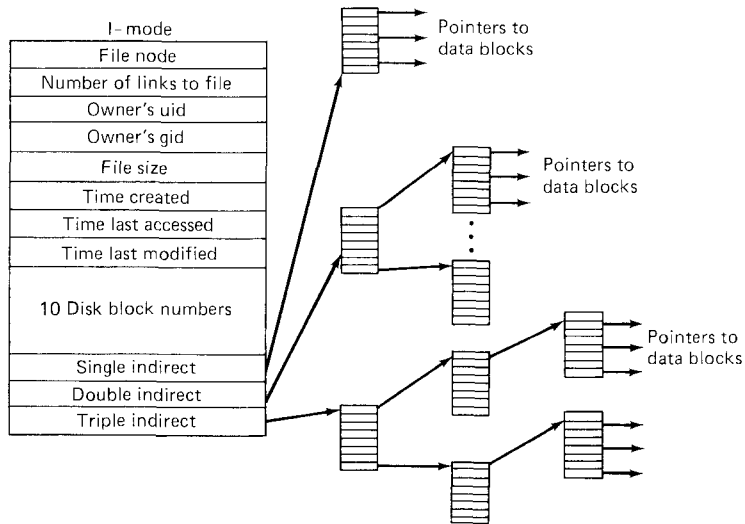 I-mode
File node
Number of links to file
Owner's uid
Owner's gid
File size
Time created
Time last accessed
Time last modified
10 Disk block numbers
Single indirect
Double indirect
Triple indirect
Pointers to
data blocks
Pointers to
data blocks
Pointers to
data blocks